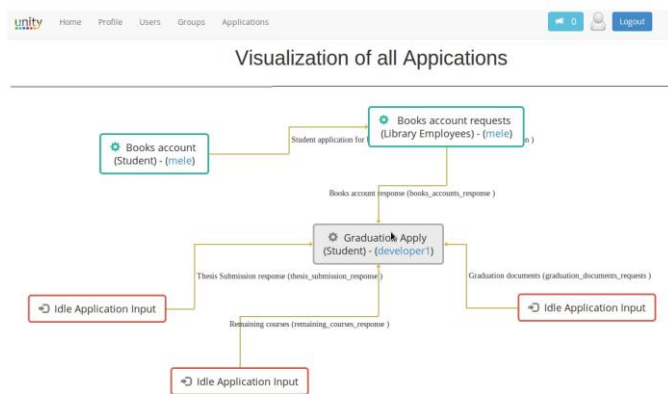 unity Home Profile Users Groups Applications 0 Logout
Visualization of all Appications
Books account requests
(Library Employees) - (mele)
Student application for
n )
Books account
(Student) - (mele)
Books account response (books_accounts_response )
Graduation Apply
(Student) - (developer1)
Thesis Submission response (thesis_submission_response )
Graduation documents (graduation_documents_requests )
Idle Application Input
Idle Application Input
Remaining courses (remaining_courses_response )
Idle Application Input